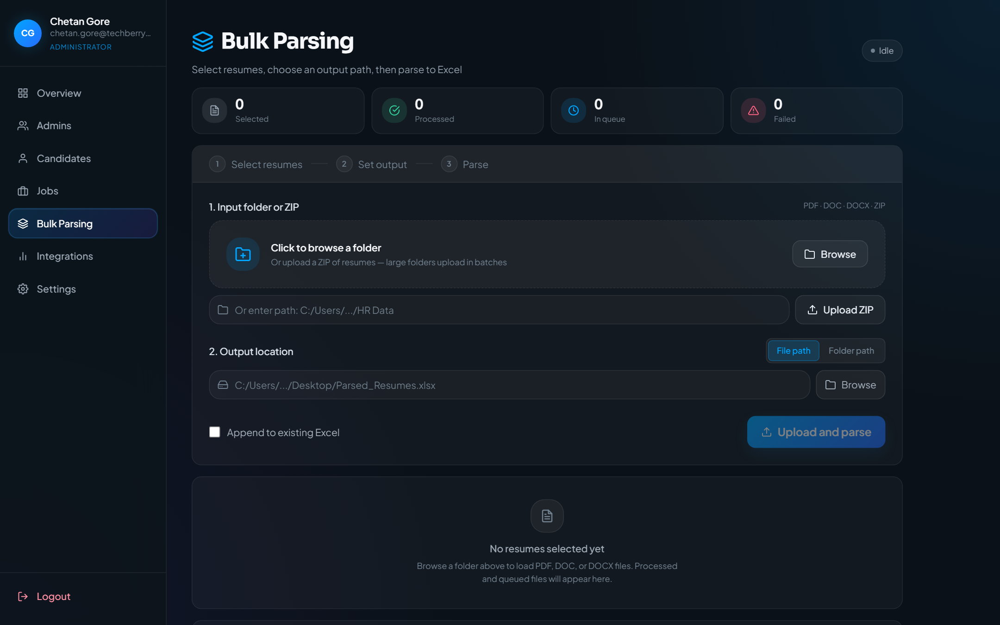 CG
Chetan Gore
chetan.gore@techberry...
ADMINISTRATOR
Overview
Admins
Candidates
Jobs
Bulk Parsing
Integrations
Settings
Logout
Bulk Parsing
Idle
Select resumes, choose an output path, then parse to Excel
0
Selected
0
Processed
0
In queue
0
Failed
1 Select resumes
2 Set output
3 Parse
1. Input folder or ZIP
PDF · DOC · DOCX · ZIP
Click to browse a folder
Or upload a ZIP of resumes — large folders upload in batches
Browse
Or enter path: C:/Users/.../HR Data
Upload ZIP
2. Output location
File path
Folder path
C:/Users/.../Desktop/Parsed_Resumes.xlsx
Browse
Append to existing Excel
Upload and parse
No resumes selected yet
Browse a folder above to load PDF, DOC, or DOCX files. Processed
and queued files will appear here.